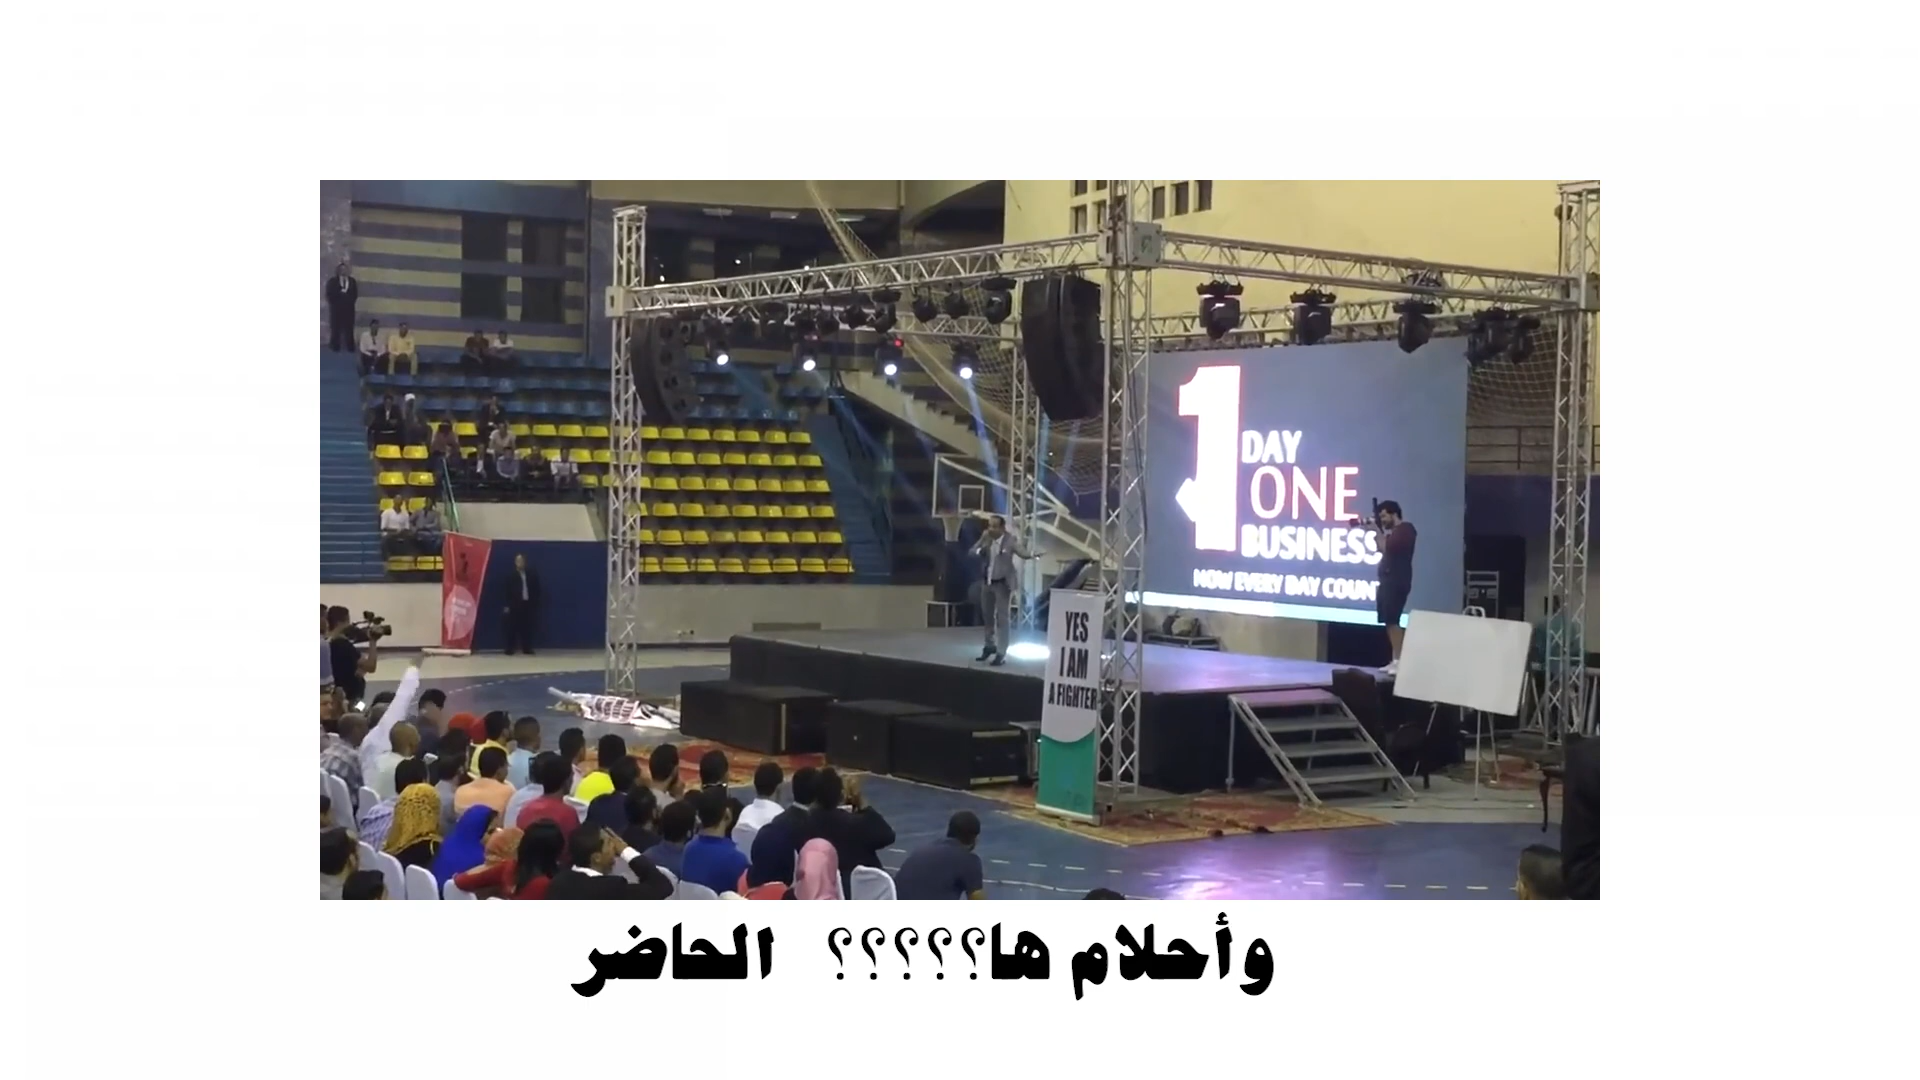 1
DAY
ONE
BUSINESS
NOW EVERY DAY COUNT
YES
I AM
A FIGHTER
وأحلام ها؟؟؟؟؟ الحاضر